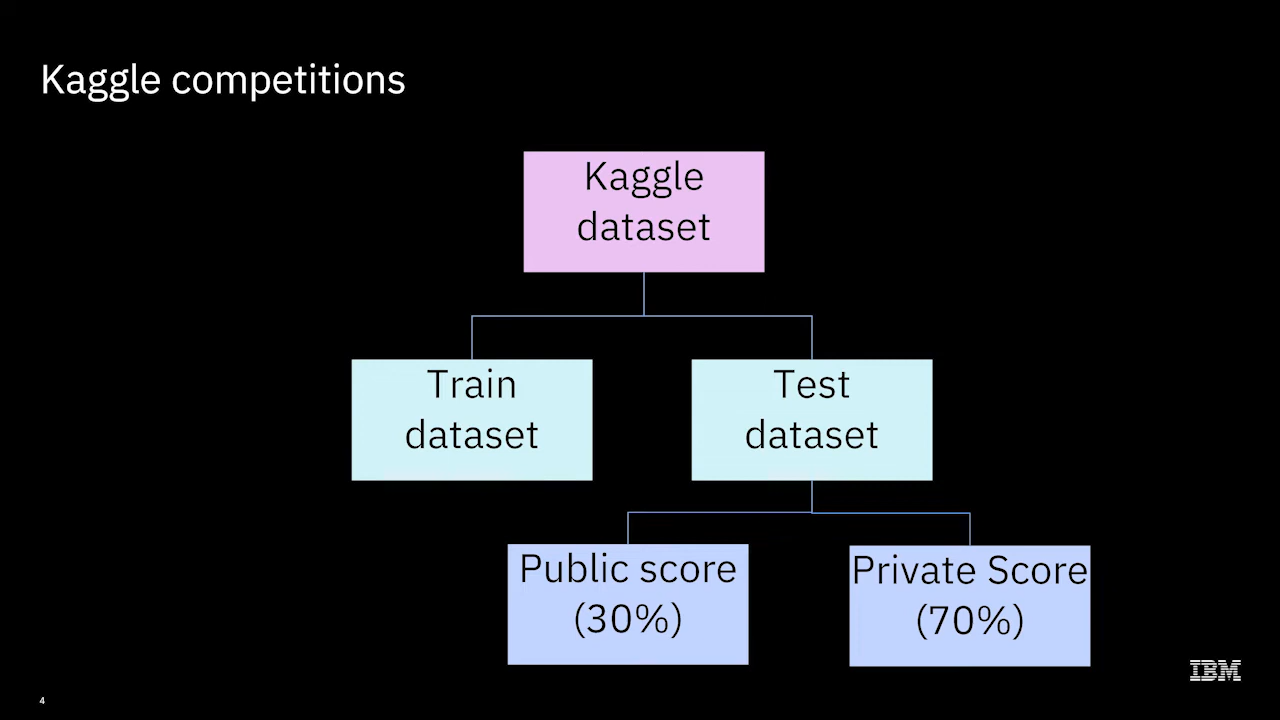 Kaggle competitions
Kaggle
dataset
Train
dataset
Test
dataset
Public score
(30%)
Private Score
(70%)
IBM
4